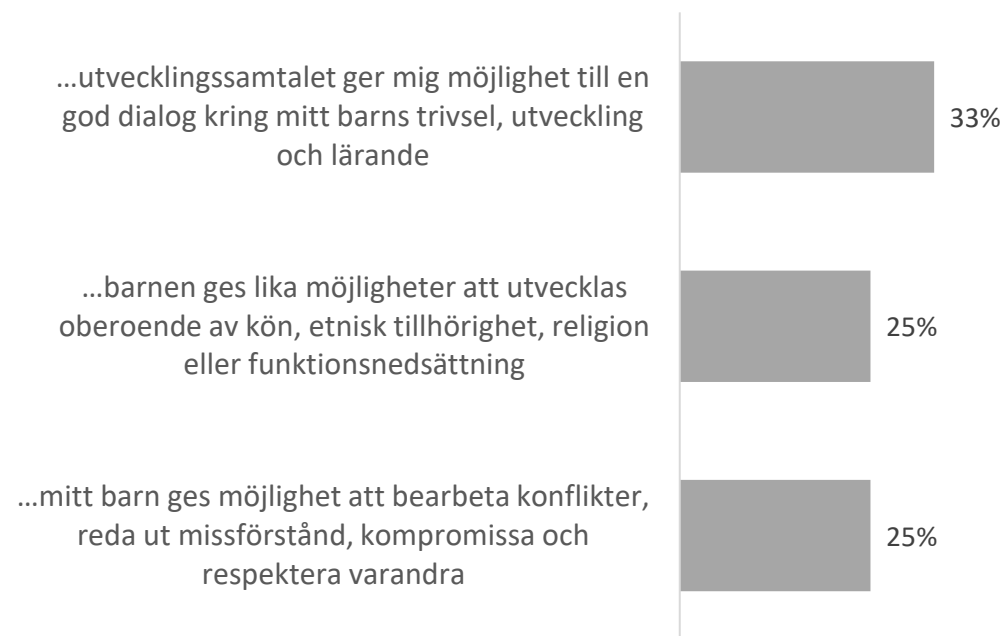 …utvecklingssamtalet ger mig möjlighet till en
god dialog kring mitt barns trivsel, utveckling
och lärande
33%
…barnen ges lika möjligheter att utvecklas
oberoende av kön, etnisk tillhörighet, religion
eller funktionsnedsättning
25%
…mitt barn ges möjlighet att bearbeta konflikter,
reda ut missförstånd, kompromissa och
respektera varandra
25%